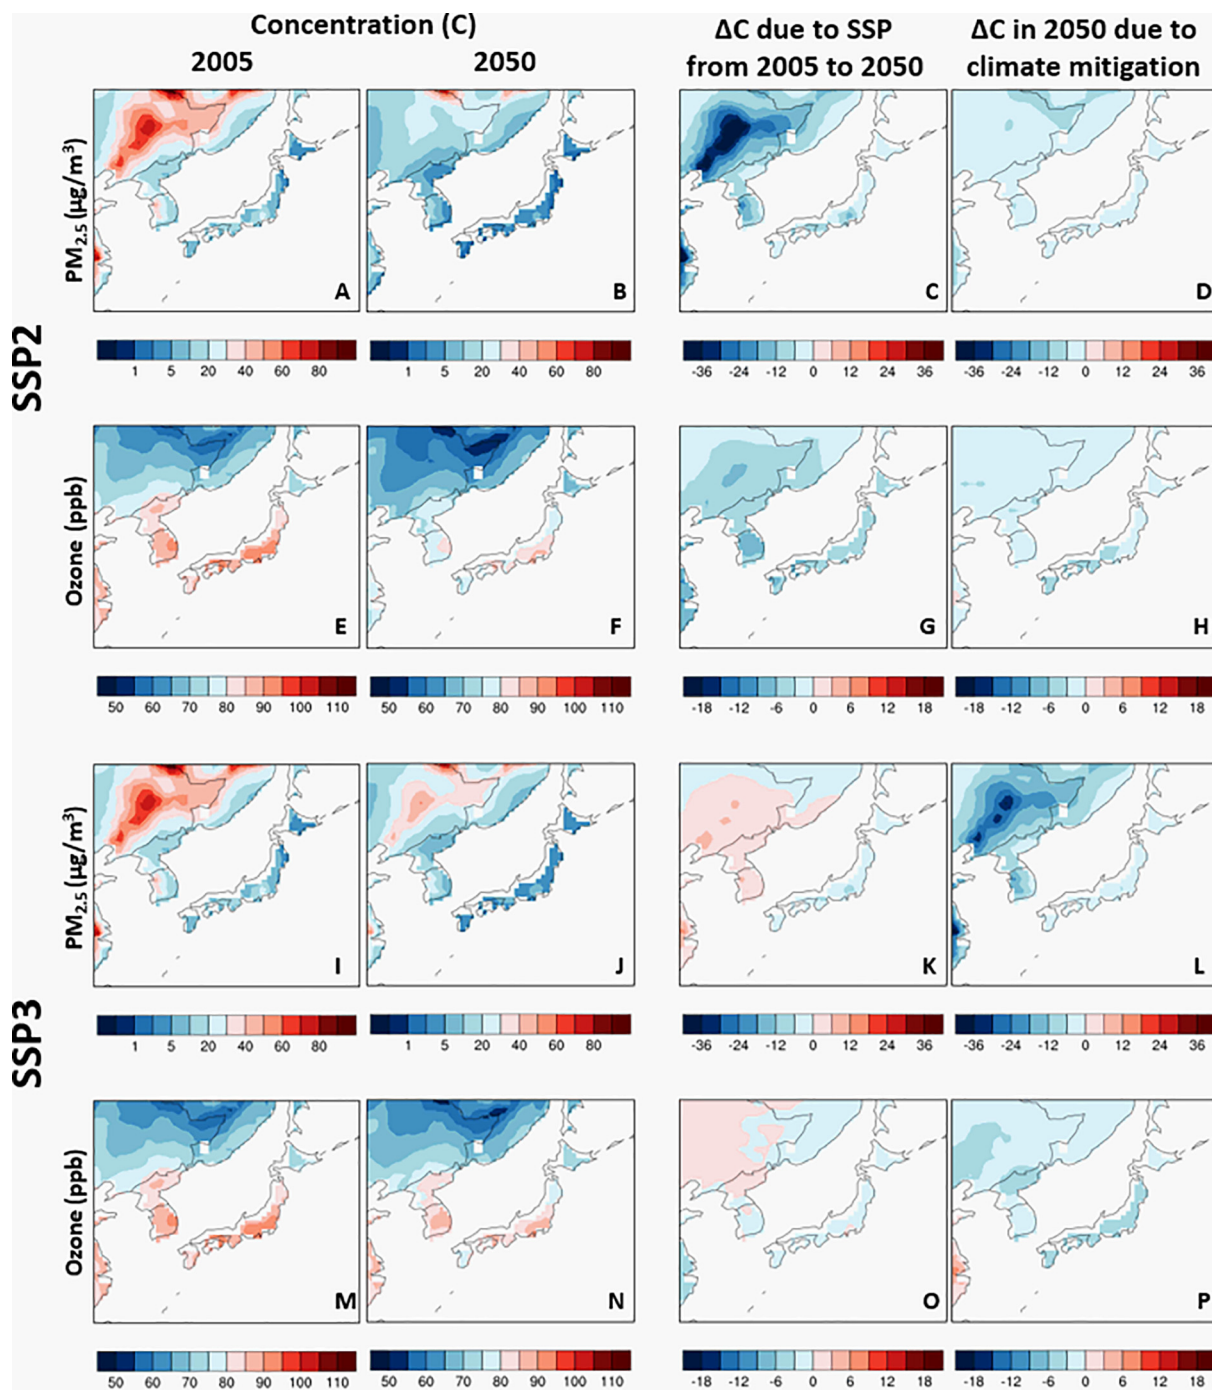 Concentration (C)
2005
2050
ΔC due to SSP
from 2005 to 2050
ΔC in 2050 due to
climate mitigation
SSP2
PM2.5 (µg/m³)
A
B
C
D
1 5 20 40 60 80
1 5 20 40 60 80
-36 -24 -12 0 12 24 36
-36 -24 -12 0 12 24 36
Ozone (ppb)
E
F
G
H
50 60 70 80 90 100 110
50 60 70 80 90 100 110
-18 -12 -6 0 6 12 18
-18 -12 -6 0 6 12 18
SSP3
PM2.5 (µg/m³)
I
J
K
L
1 5 20 40 60 80
1 5 20 40 60 80
-36 -24 -12 0 12 24 36
-36 -24 -12 0 12 24 36
Ozone (ppb)
M
N
O
P
50 60 70 80 90 100 110
50 60 70 80 90 100 110
-18 -12 -6 0 6 12 18
-18 -12 -6 0 6 12 18